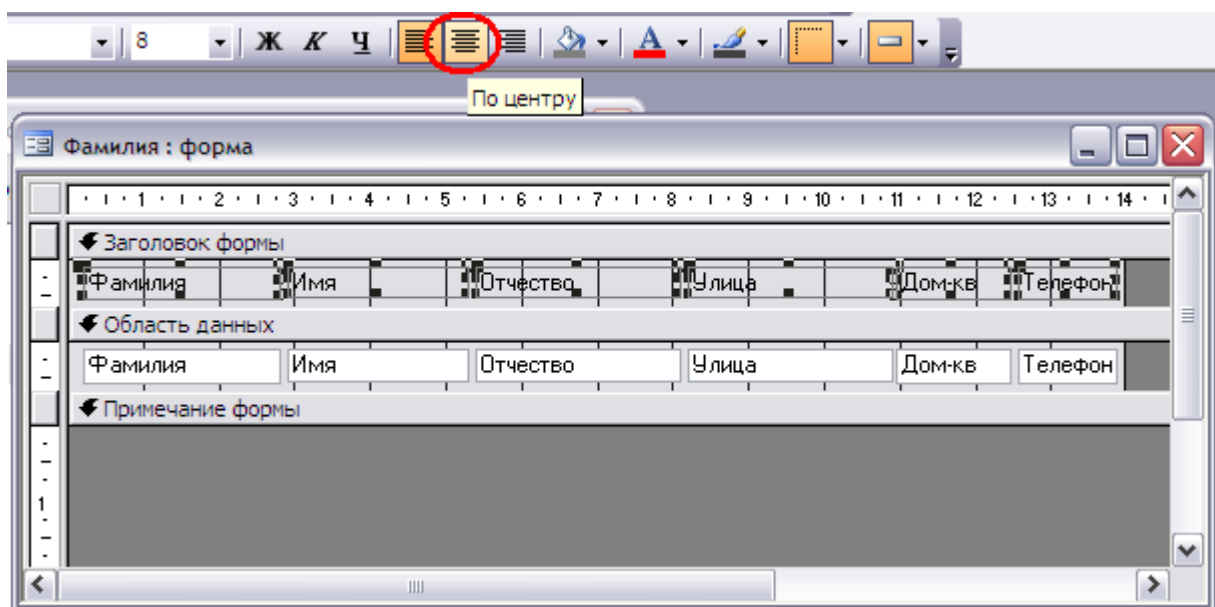 8 Ж К Ч A
По центру
Фамилия : форма
1 2 3 4 5 6 7 8 9 10 11 12 13 14
Заголовок формы
Фамилия Имя Отчество Улица Дом-кв Телефон
Область данных
Фамилия Имя Отчество Улица Дом-кв Телефон
Примечание формы
1